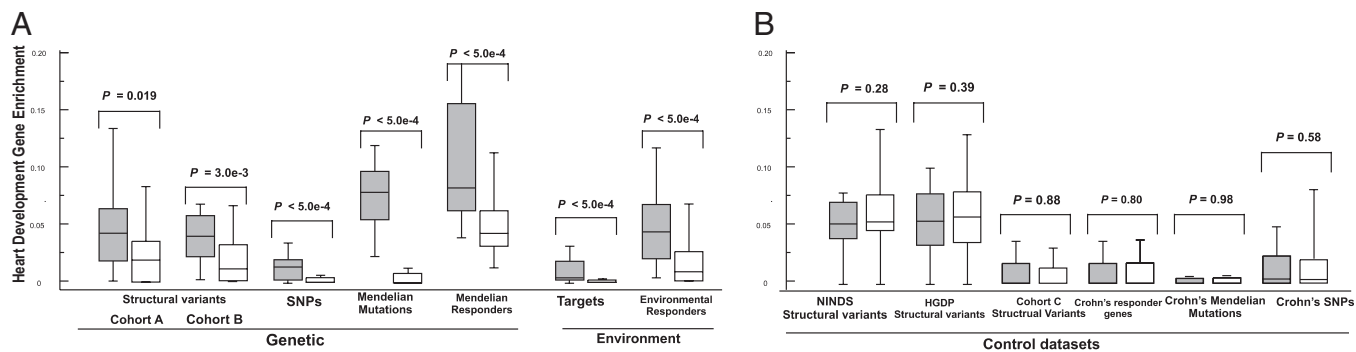 A
Heart Development Gene Enrichment
0.20
0.15
0.10
0.05
0
P = 0.019
P = 3.0e-3
P < 5.0e-4
P < 5.0e-4
P < 5.0e-4
P < 5.0e-4
P < 5.0e-4
Structural variants
Cohort A
Cohort B
SNPs
Mendelian
Mutations
Mendelian
Responders
Targets
Environmental
Responders
Genetic
Environment
B
0.20
0.15
0.10
0.05
0
P = 0.28
P = 0.39
P = 0.88
P = 0.80
P = 0.98
P = 0.58
NINDS
Structural variants
HGDP
Structural variants
Cohort C
Structrual Variants
Crohn's responder
genes
Crohn's Mendelian
Mutations
Crohn's SNPs
Control datasets